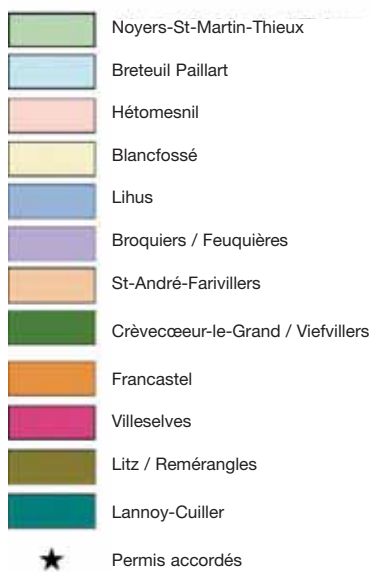 Noyers-St-Martin-Thieux
Breteuil Paillart
Hétomesnil
Blancfossé
Lihus
Broquiers / Feuquières
St-André-Farivillers
Crèvecœeur-le-Grand / Viefvillers
Francastel
Villeselves
Litz / Remérangles
Lannoy-Cuiller
Permis accordés